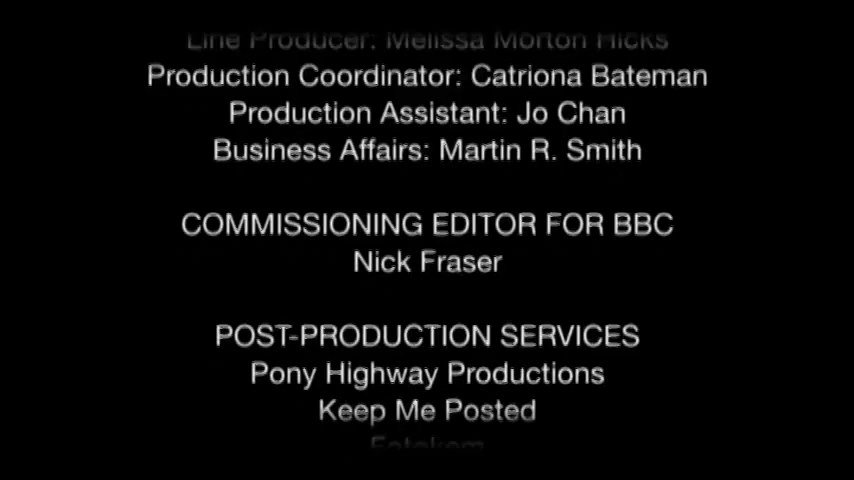 Line Producer: Melissa Morton Hicks
Production Coordinator: Catriona Bateman
Production Assistant: Jo Chan
Business Affairs: Martin R. Smith
COMMISSIONING EDITOR FOR BBC
Nick Fraser
POST-PRODUCTION SERVICES
Pony Highway Productions
Keep Me Posted
Fotokem